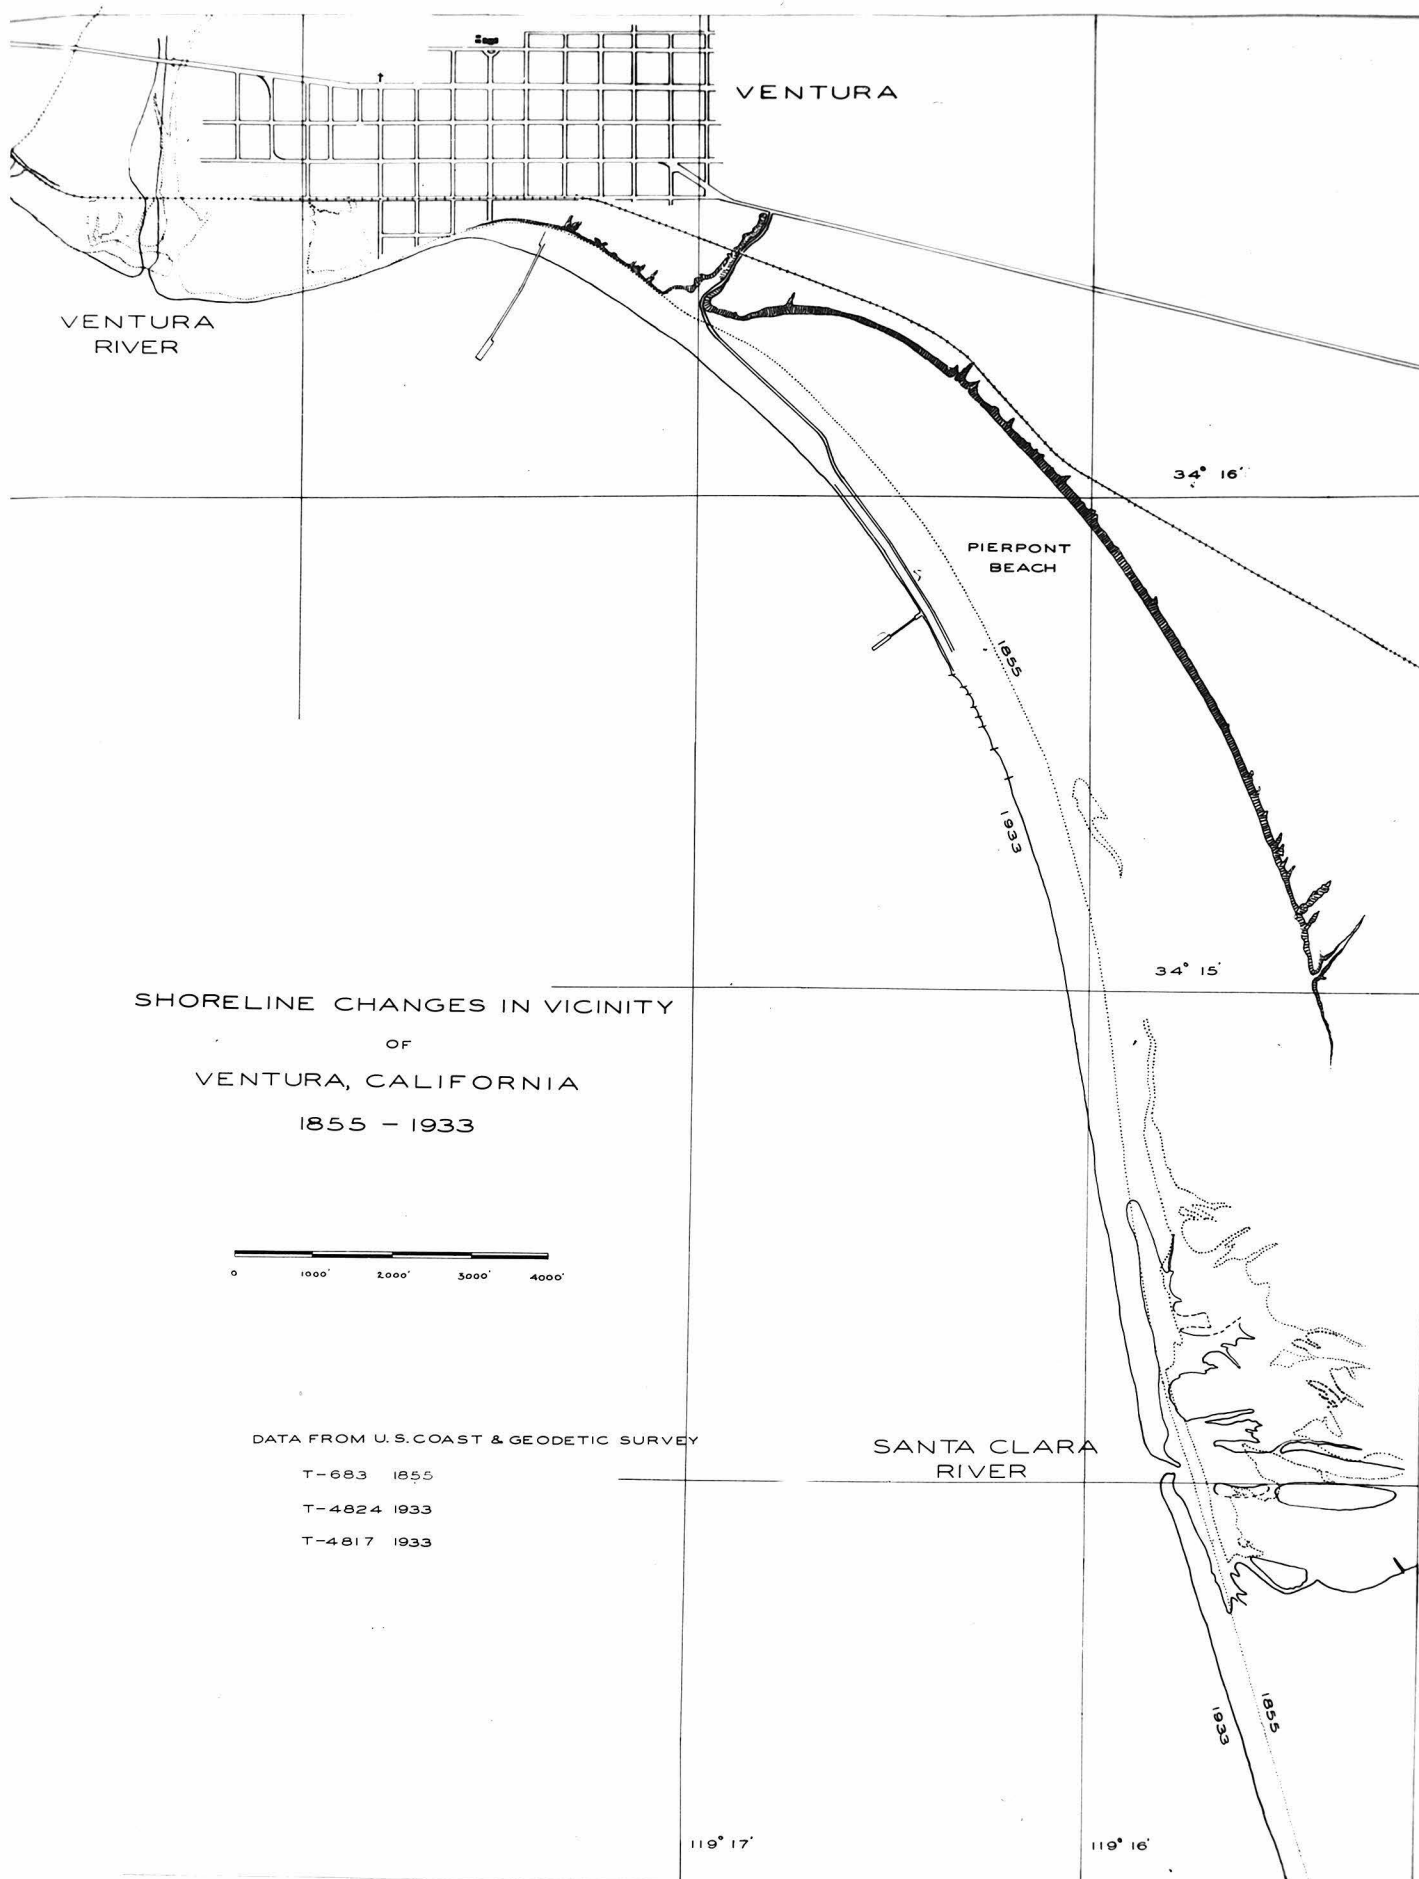 VENTURA
VENTURA
RIVER
34° 16'
PIERPONT
BEACH
1855
1933
34° 15'
SHORELINE CHANGES IN VICINITY
OF
VENTURA, CALIFORNIA
1855 – 1933
0 1000' 2000' 3000' 4000'
DATA FROM U.S. COAST & GEODETIC SURVEY
T-683 1855
T-4824 1933
T-4817 1933
SANTA CLARA
RIVER
1855
1933
119° 17'
119° 16'